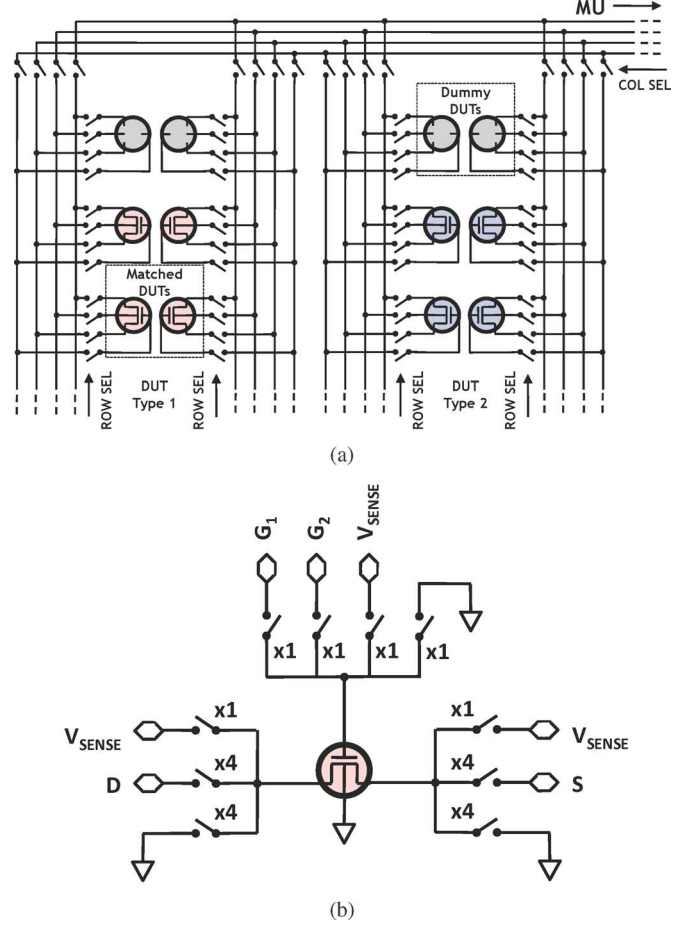 MU
COL SEL
Dummy
DUTs
Matched
DUTs
ROW SEL
DUT
Type 1
ROW SEL
ROW SEL
DUT
Type 2
ROW SEL
(a)
G1
G2
VSENSE
x1
x1
x1
x1
x1
VSENSE
x4
D
x4
x1
VSENSE
x4
S
x4
(b)